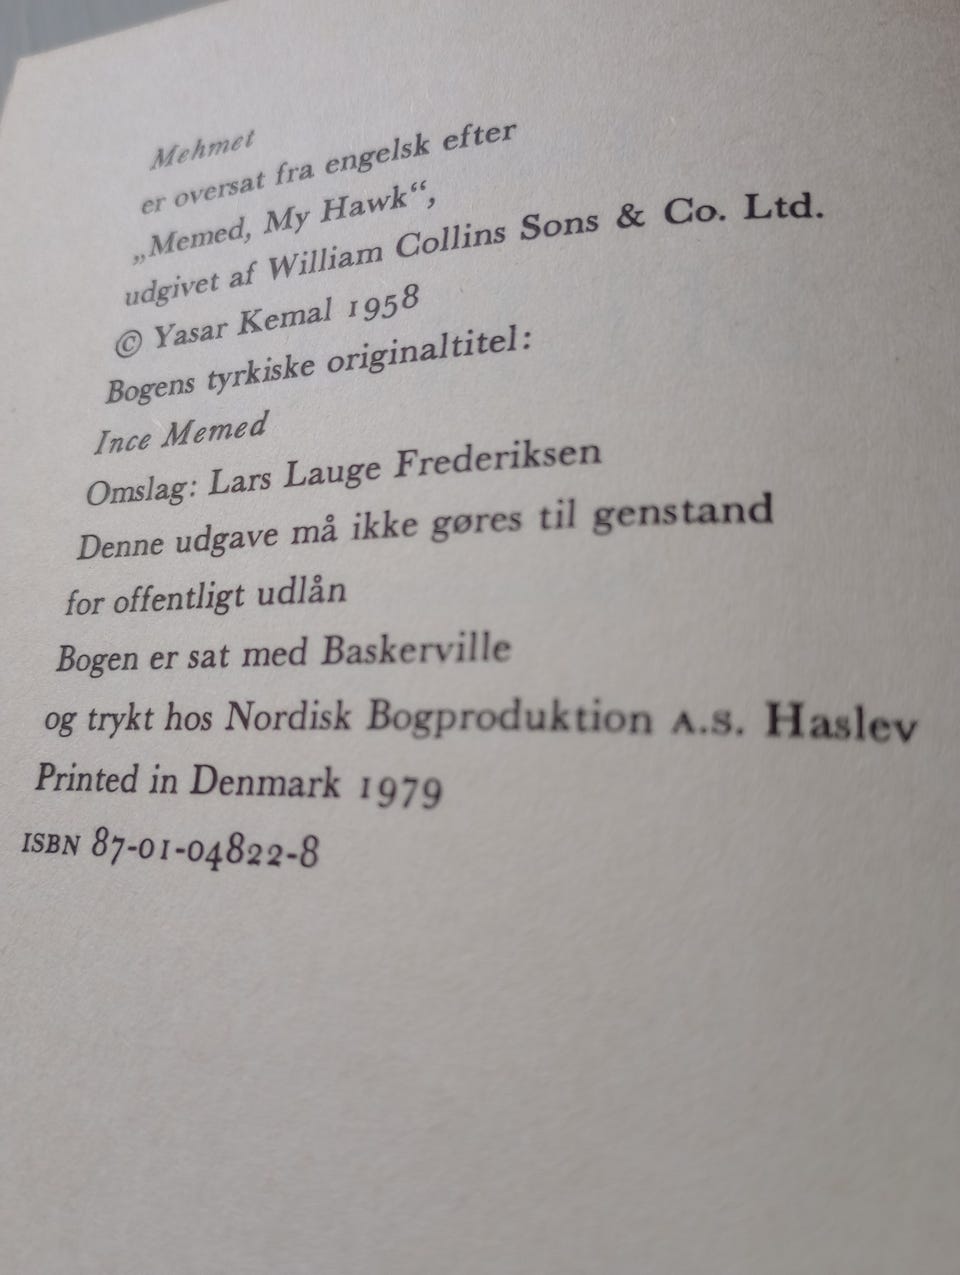 Mehmet
er oversat fra engelsk efter
„Memed, My Hawk“,
udgivet af William Collins Sons & Co. Ltd.
© Yasar Kemal 1958
Bogens tyrkiske originaltitel:
Ince Memed
Omslag: Lars Lauge Frederiksen
Denne udgave må ikke gøres til genstand
for offentligt udlån
Bogen er sat med Baskerville
og trykt hos Nordisk Bogproduktion A.S. Haslev
Printed in Denmark 1979
ISBN 87-01-04822-8